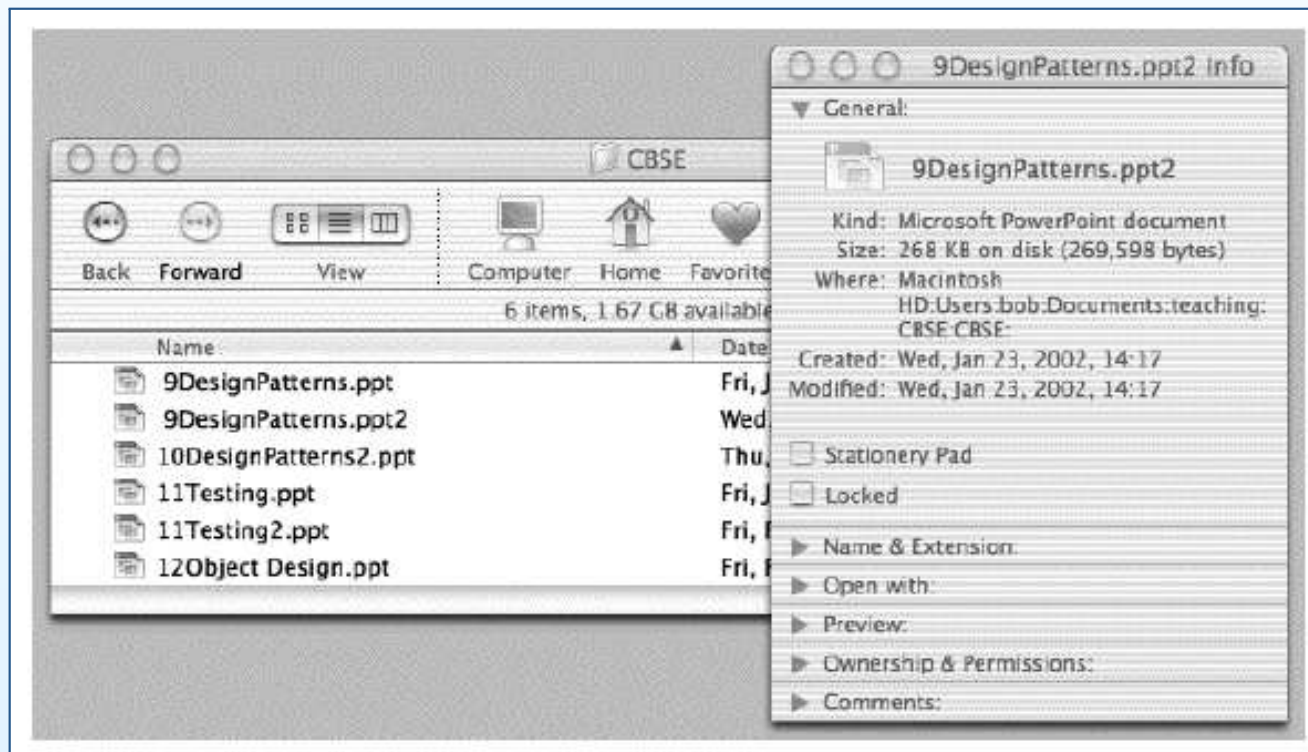 CBSE
Back Forward View Computer Home Favorite
6 items, 1.67 GB available
Name Date
9DesignPatterns.ppt Fri, J
9DesignPatterns.ppt2 Wed,
10DesignPatterns2.ppt Thu,
11Testing.ppt Fri, J
11Testing2.ppt Fri, F
12Object Design.ppt Fri, F
9DesignPatterns.ppt2 Info
General:
9DesignPatterns.ppt2
Kind: Microsoft PowerPoint document
Size: 268 KB on disk (269,598 bytes)
Where: Macintosh
HD:Users:bob:Documents:teaching:
CBSE:CBSE:
Created: Wed, Jan 23, 2002, 14:17
Modified: Wed, Jan 23, 2002, 14:17
Stationery Pad
Locked
Name & Extension:
Open with:
Preview:
Ownership & Permissions:
Comments: